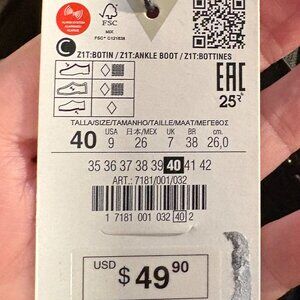 FSC
MIX
C Z1T:BOTIN / Z1T:ANKLE BOOT / Z1T:BOTTINES
EAC
25
TALLA/SIZE/TAMANHO/TAILLE/MAAT/ΜΕΓΕΘΟΣ
USA 日本/MEX UK BR cm.
40 9 26 7 38 26,0
35 36 37 38 39 40 41 42
ART.: 7181/001/032
1 7181 001 032 40 2
USD $ 49 90